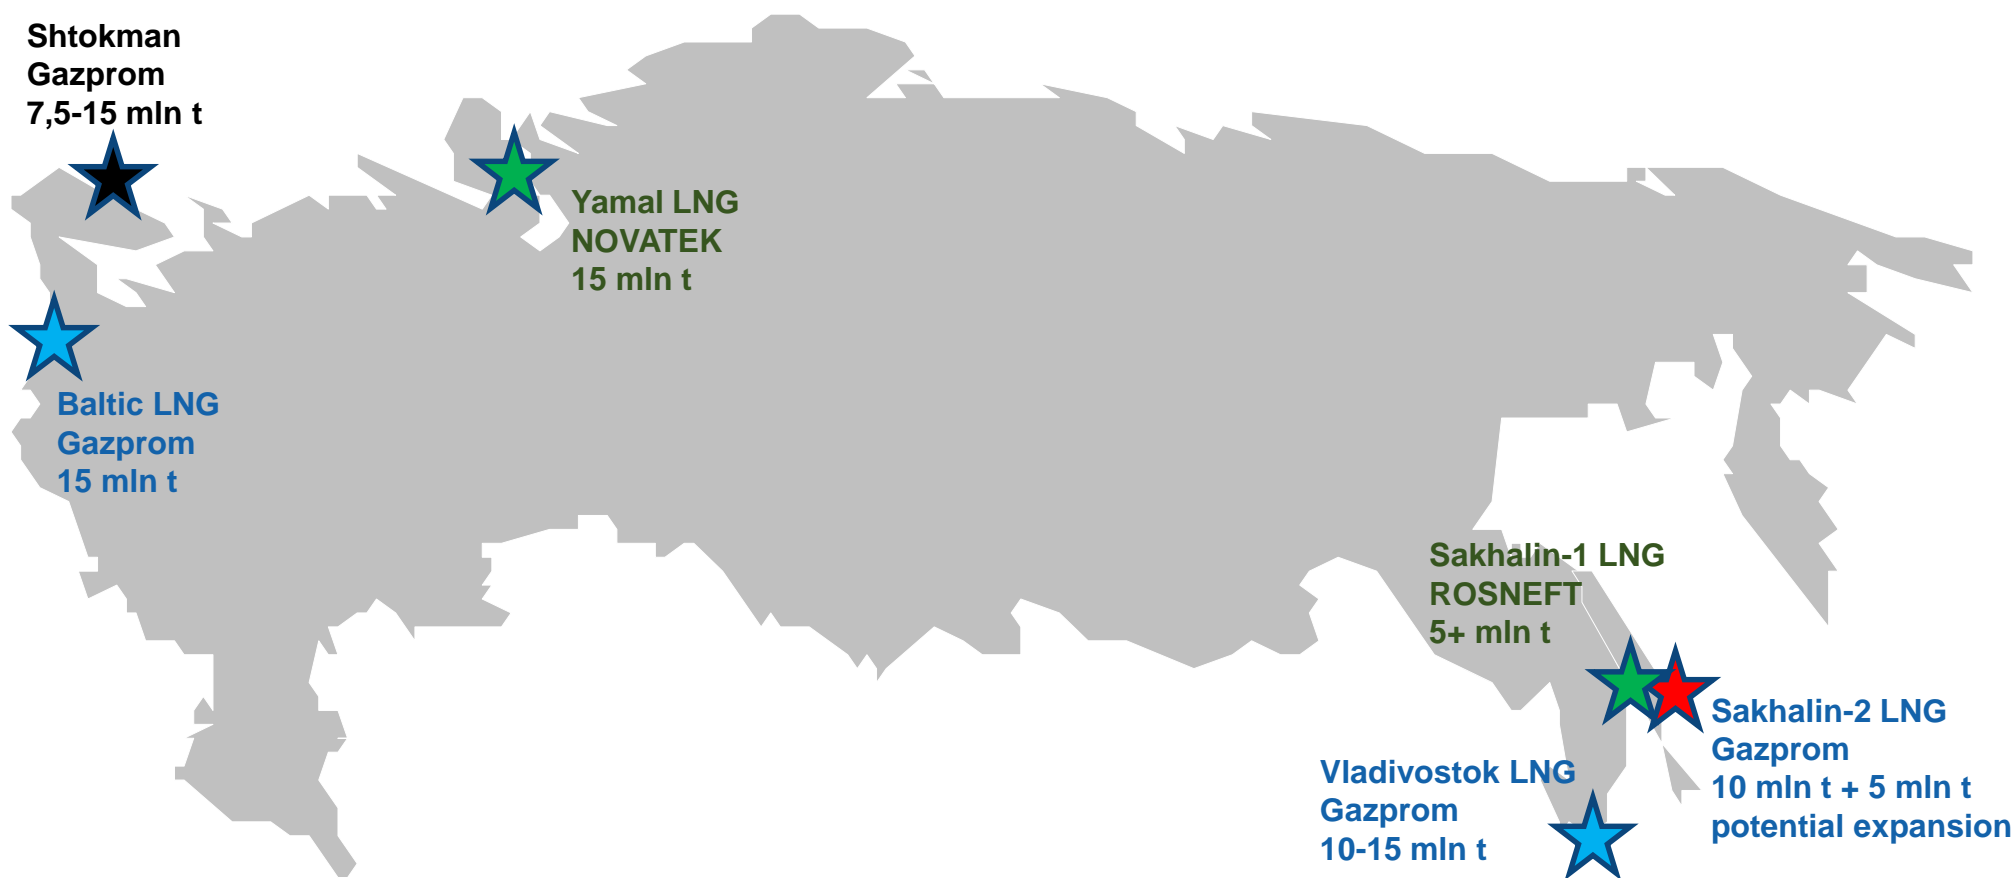 Shtokman
Gazprom
7,5-15 mln t
Yamal LNG
NOVATEK
15 mln t
Baltic LNG
Gazprom
15 mln t
Sakhalin-1 LNG
ROSNEFT
5+ mln t
Sakhalin-2 LNG
Gazprom
10 mln t + 5 mln t
potential expansion
Vladivostok LNG
Gazprom
10-15 mln t